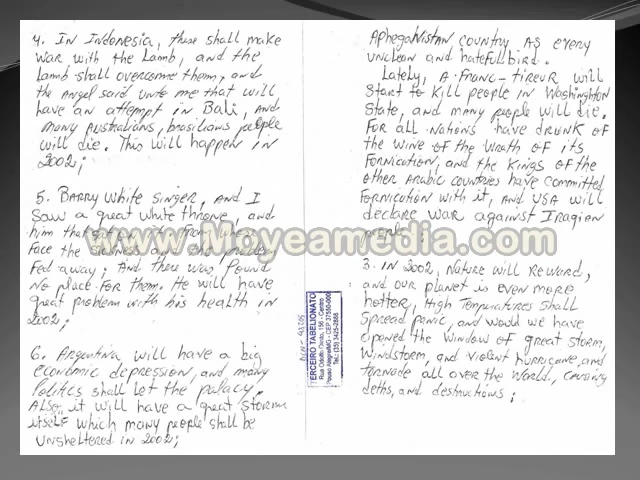 4. IN INDONESIA, these shall make
WAR with the LAMB, AND the
LAMB shall overcome them, AND
the ANgel SAid unto me that will
have AN Attempt iN BALi, AND
mANy AustRALiANs, BRASiliANs people
will die. This will happen iN
2002;
5. BARRy White SiNgeR, AND I
SAW A gReAt white thRoNe, AND
him that
FACe the
Fed AWAy; ANd theRe WAS FouNd
No plAce FoR them. He will hAve
gReAt pRoblem with his heAlth iN
2002;
6. ARgeNtiNA will hAve A big
ecoNomic depRessioN, AND mANy
Politics shAll Let the pALACy.
Also, it will hAve A gReAt stoRm
itself which mANy people shAll be
UNshelteRed iN 2002;
APhegANistAN couNtRy AS eveRy
uNcleAN AND hAtefull biRd.
LAtely, A FRANC-tiReuR will
StARt to Kill people iN WAshiNghtoN
StAte, AND mANy people will die.
FoR All NAtioNs hAve dRuNK oF
the wiNe oF the WRAth oF its
FoRNicAtioN, AND the KiNgs oF the
otheR ARAbic couNtRies hAve committed
FoRNicAtioN with it, AND USA will
declARe WAR AgAiNst IRAqiAN
people;
3. iN 2002, NAtuRe will RewARd,
AND ouR plANet is eveN moRe
hotteR, High TempeRAtuRes shAll
SpReAd pANic, AND would we hAve
opened the WiNdow oF gReAt stoRm,
WiNdstoRm, AND violeNt huRRicANe, AND
toRNAdo All oveR the WoRld, cAusiNg
deths, AND destRuctioNs;
www.Moyeamedia.com
TERCEIRO TABELIONATO